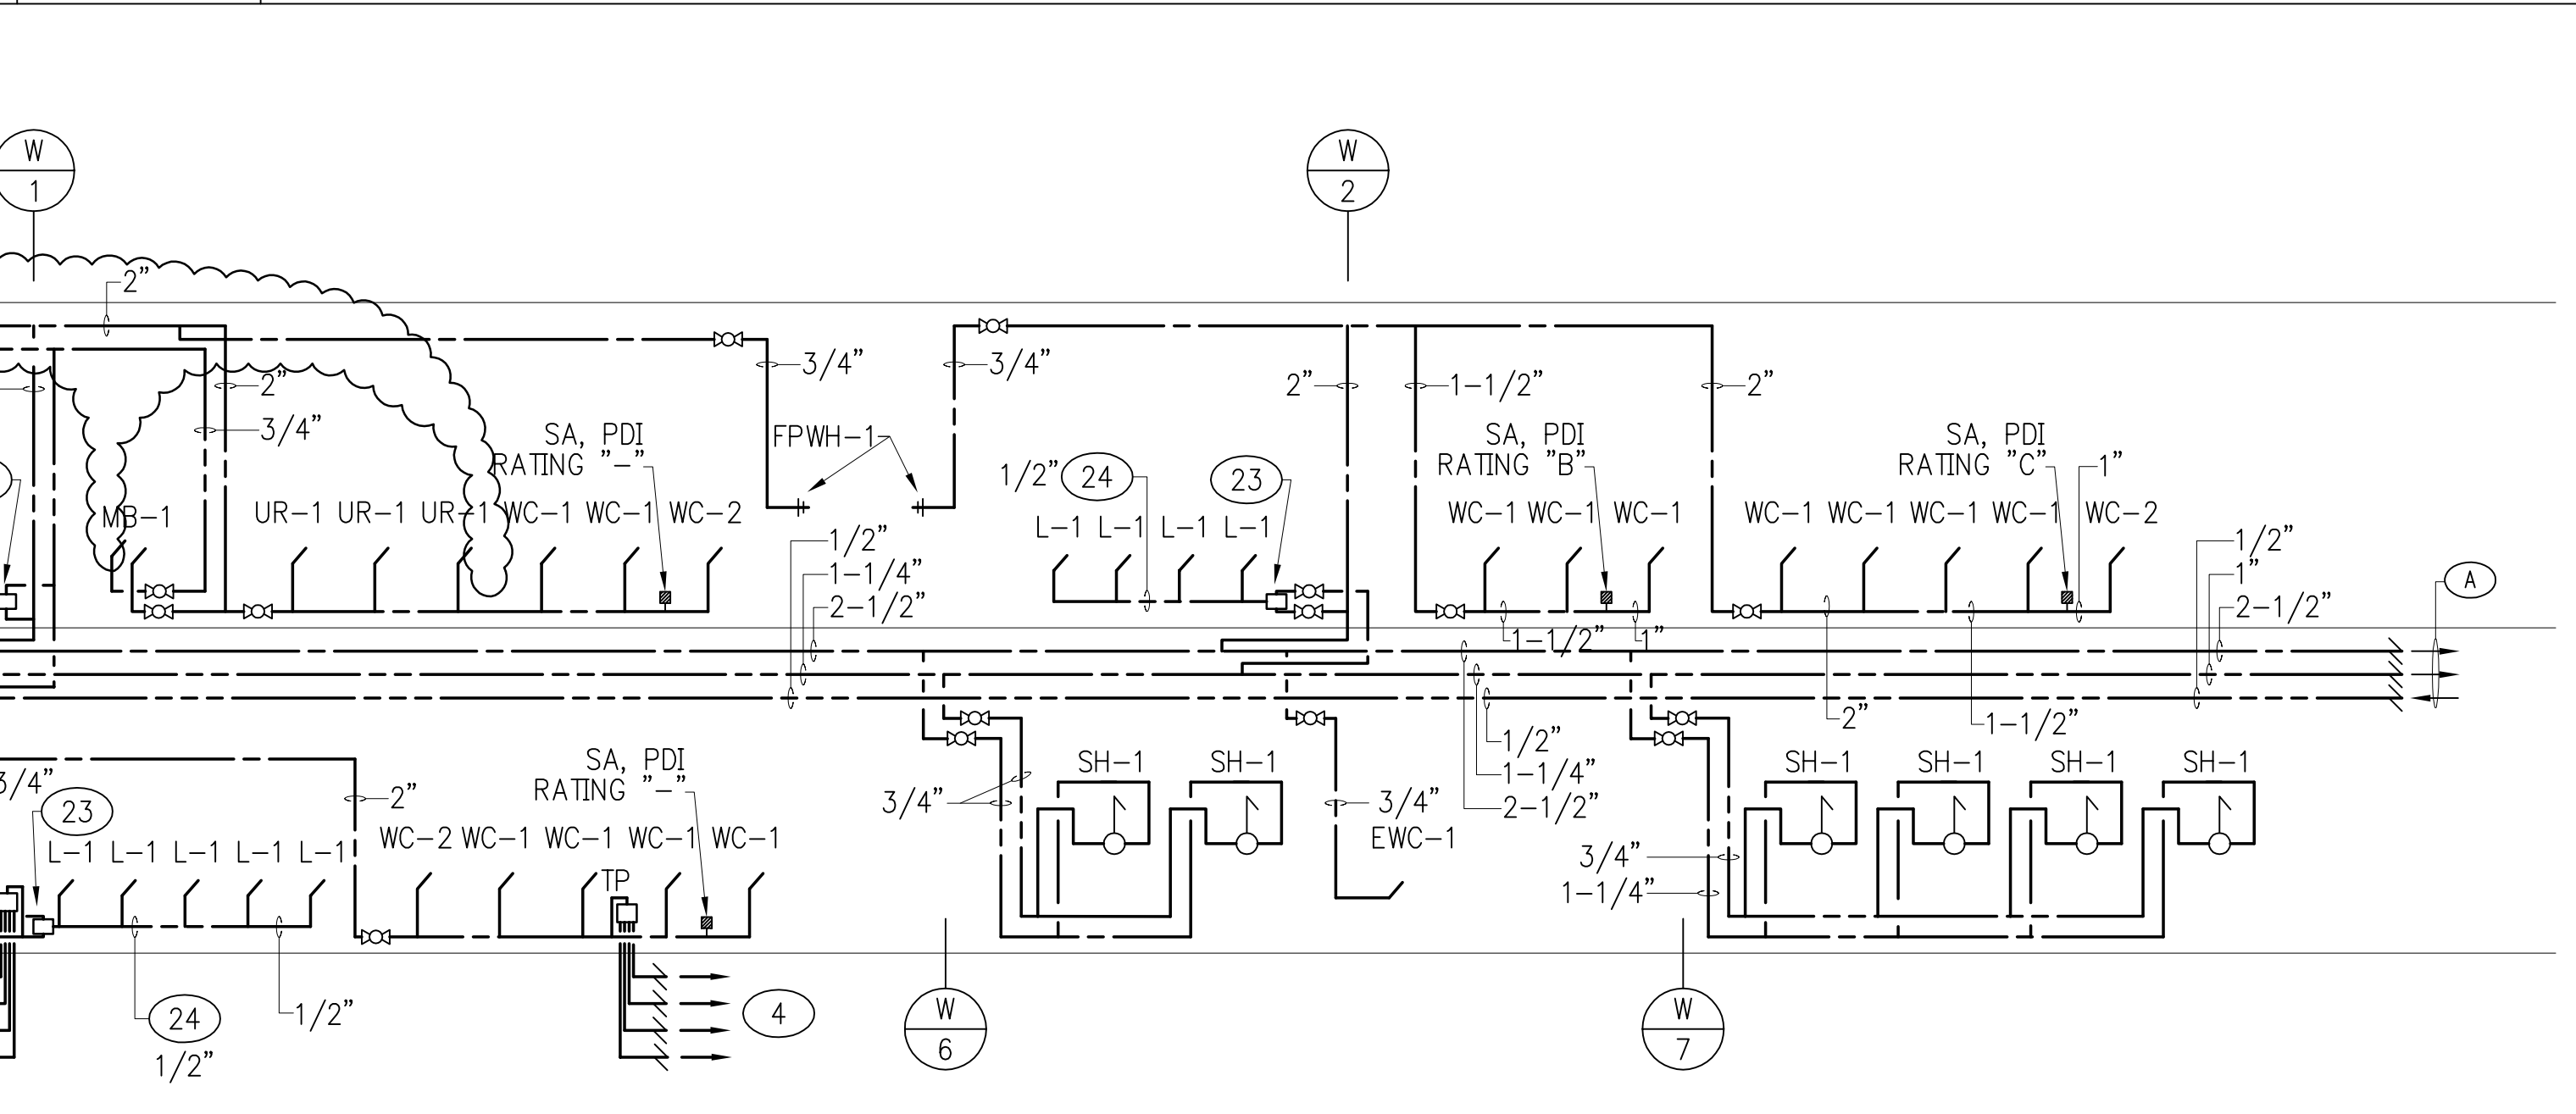 W
1
W
2
2"
2"
3/4"
3/4"
3/4"
2"
1-1/2"
2"
SA, PDI
RATING "-"
FPWH-1
1/2"
24
23
SA, PDI
RATING "B"
SA, PDI
RATING "C"
1"
MB-1
UR-1 UR-1 UR-1 WC-1 WC-1 WC-2
L-1 L-1 L-1 L-1
WC-1 WC-1 WC-1
WC-1 WC-1 WC-1 WC-1 WC-2
1/2"
1-1/4"
2-1/2"
1/2"
1"
2-1/2"
A
1-1/2"
1"
2"
1-1/2"
3/4"
23
2"
SA, PDI
RATING "-"
L-1 L-1 L-1 L-1 L-1
WC-2 WC-1 WC-1 WC-1 WC-1
TP
3/4"
SH-1 SH-1
3/4"
EWC-1
1/2"
1-1/4"
2-1/2"
SH-1 SH-1 SH-1 SH-1
3/4"
1-1/4"
24
1/2"
1/2"
4
W
6
W
7